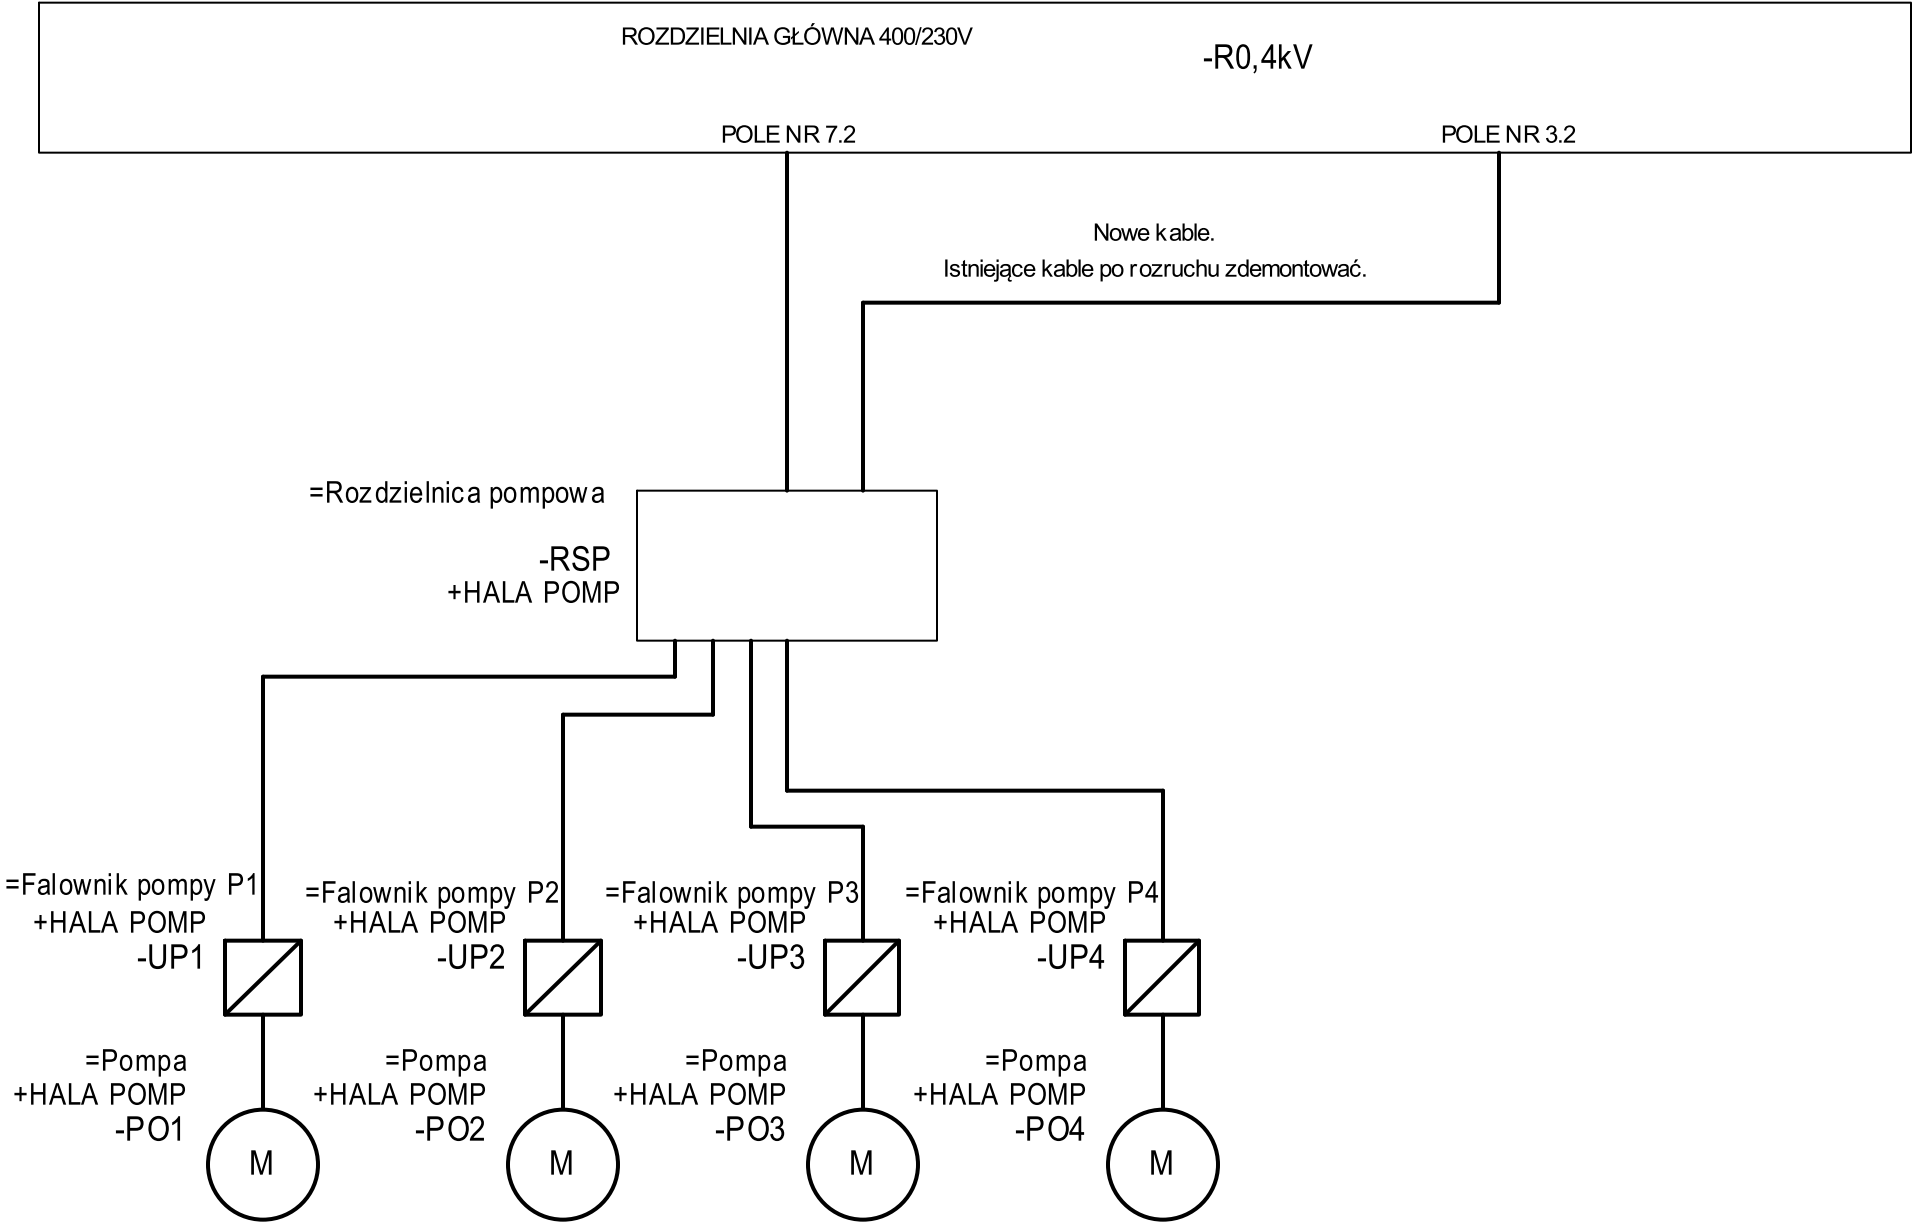 ROZDZIELNIA GŁÓWNA 400/230V
-R0,4kV
POLE NR 7.2
POLE NR 3.2
Nowe kable.
Istniejące kable po rozruchu zdemontować.
=Rozdzielnica pompowa
-RSP
+HALA POMP
=Falownik pompy P1
+HALA POMP
-UP1
=Falownik pompy P2
+HALA POMP
-UP2
=Falownik pompy P3
+HALA POMP
-UP3
=Falownik pompy P4
+HALA POMP
-UP4
=Pompa
+HALA POMP
-PO1
M
=Pompa
+HALA POMP
-PO2
M
=Pompa
+HALA POMP
-PO3
M
=Pompa
+HALA POMP
-PO4
M